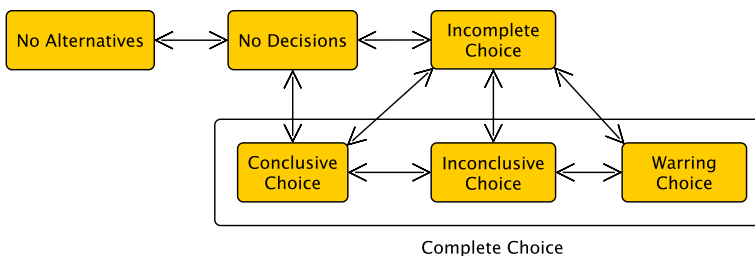 No Alternatives
No Decisions
Incomplete
Choice
Conclusive
Choice
Inconclusive
Choice
Warring
Choice
Complete Choice